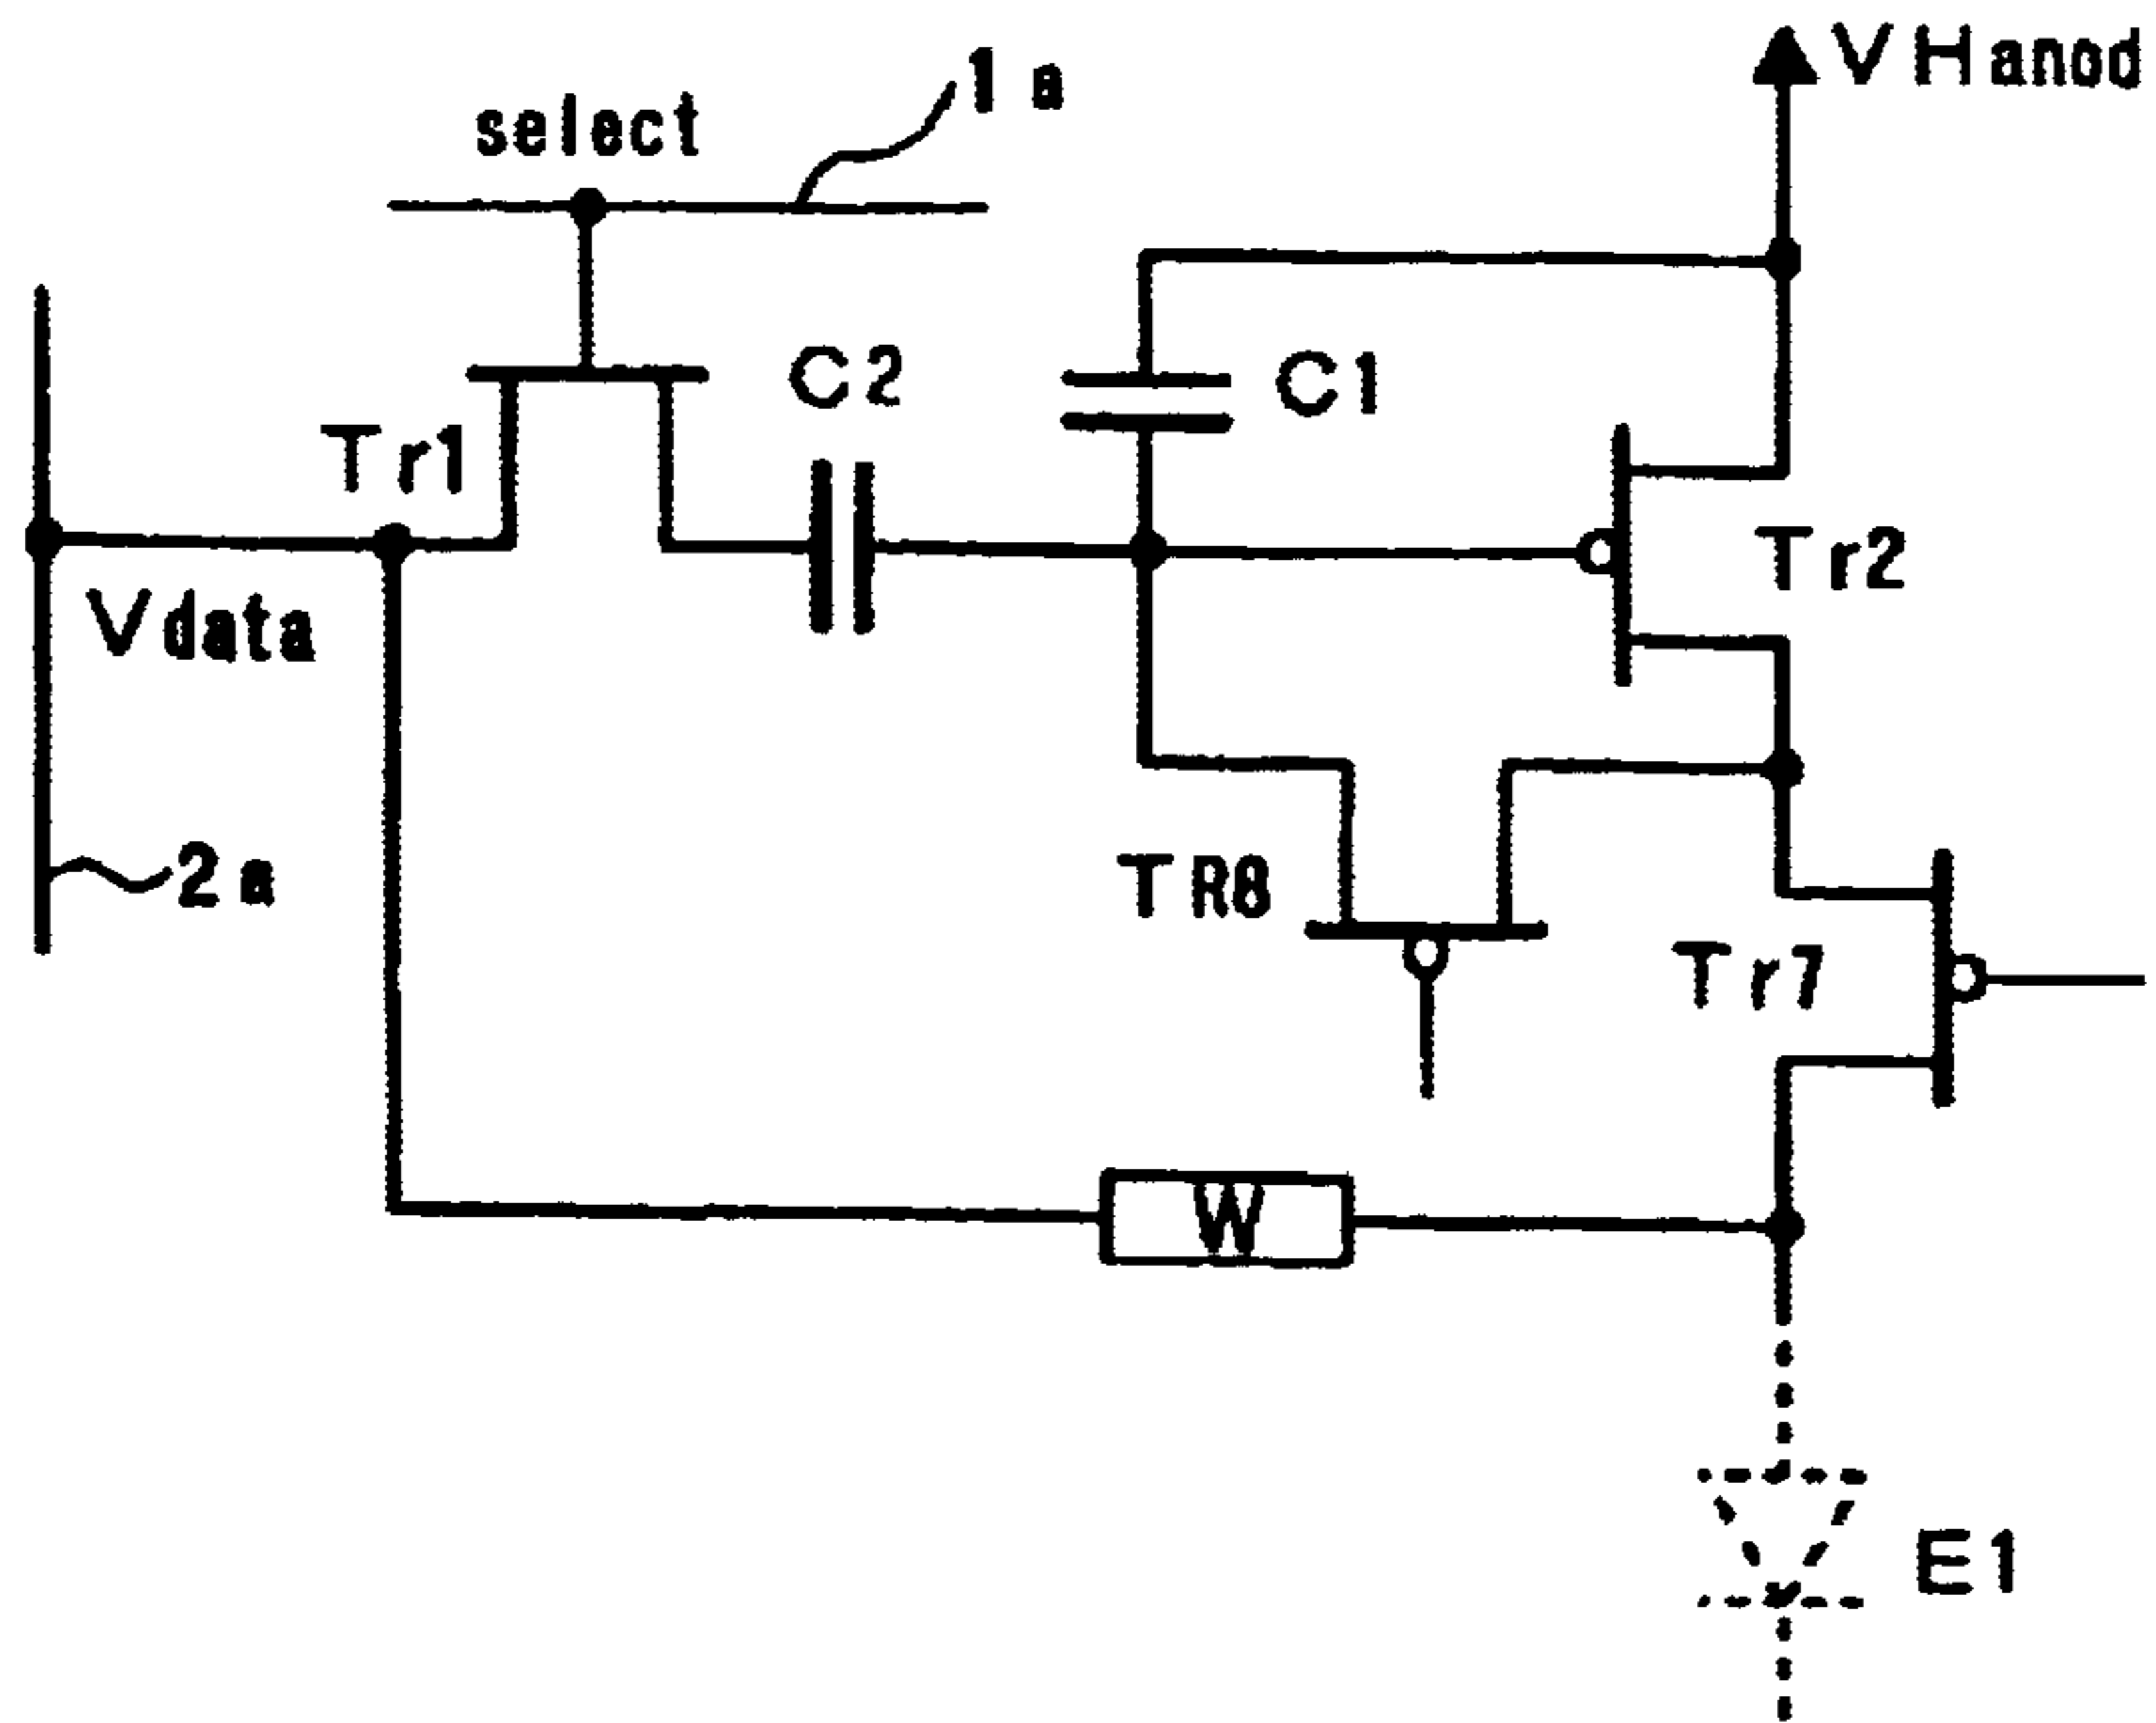 VHanod
1a
select
C2
C1
Tr1
Tr2
Vdata
2a
TR8
Tr7
W
E1